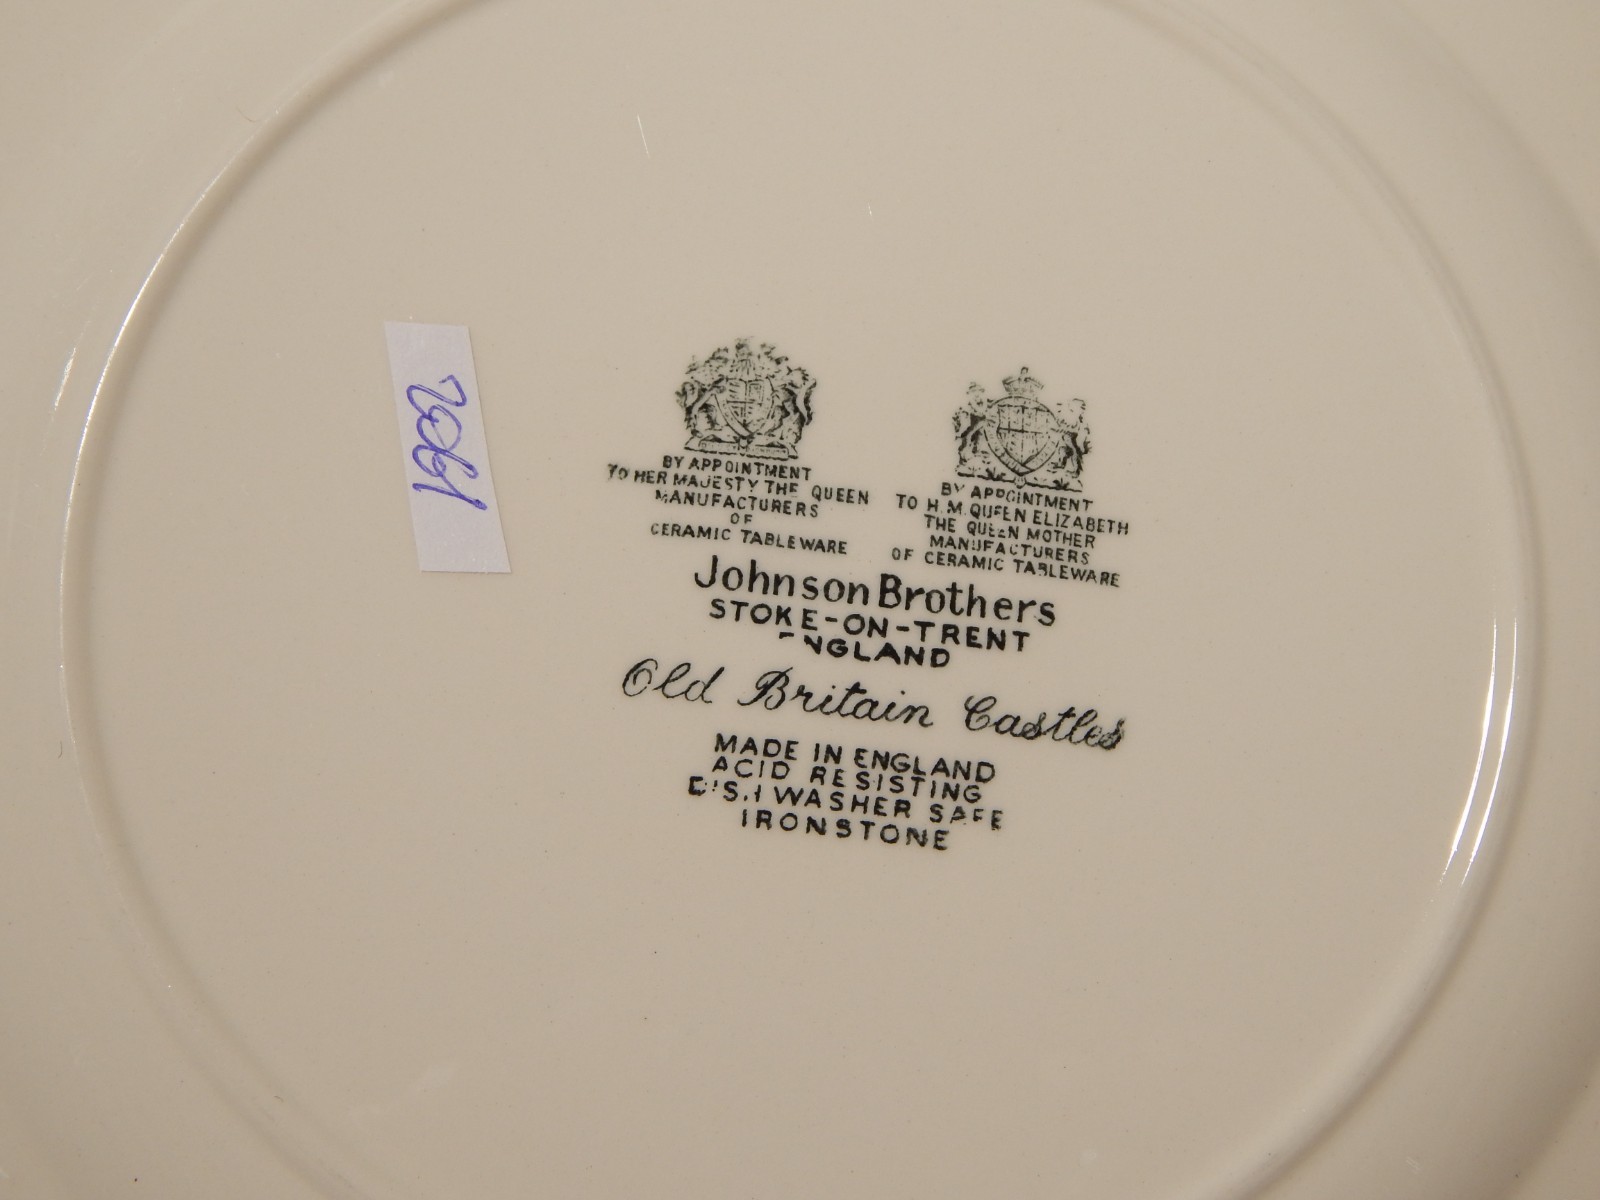 BY APPOINTMENT
TO HER MAJESTY THE QUEEN
MANUFACTURERS
OF
CERAMIC TABLEWARE
BY APPOINTMENT
TO H.M. QUEEN ELIZABETH
THE QUEEN MOTHER
MANUFACTURERS
OF CERAMIC TABLEWARE
Johnson Brothers
STOKE-ON-TRENT
ENGLAND
Old Britain Castles
MADE IN ENGLAND
ACID RESISTING
DISHWASHER SAFE
IRONSTONE